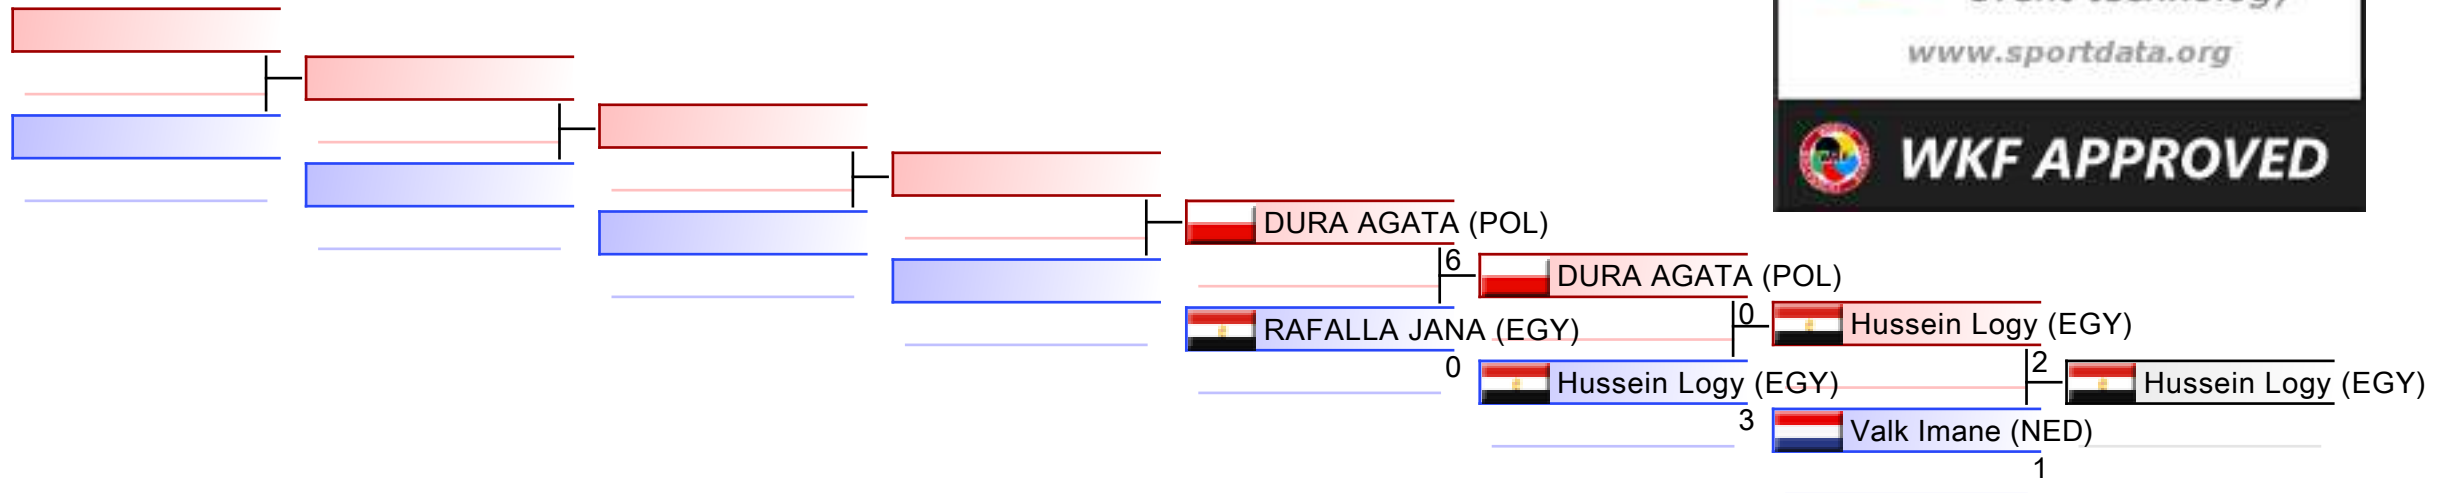 www.sportdata.org
WKF APPROVED
DURA AGATA (POL)
6
DURA AGATA (POL)
RAFALLA JANA (EGY)
0
0
Hussein Logy (EGY)
Hussein Logy (EGY)
3
2
Hussein Logy (EGY)
Valk Imane (NED)
1